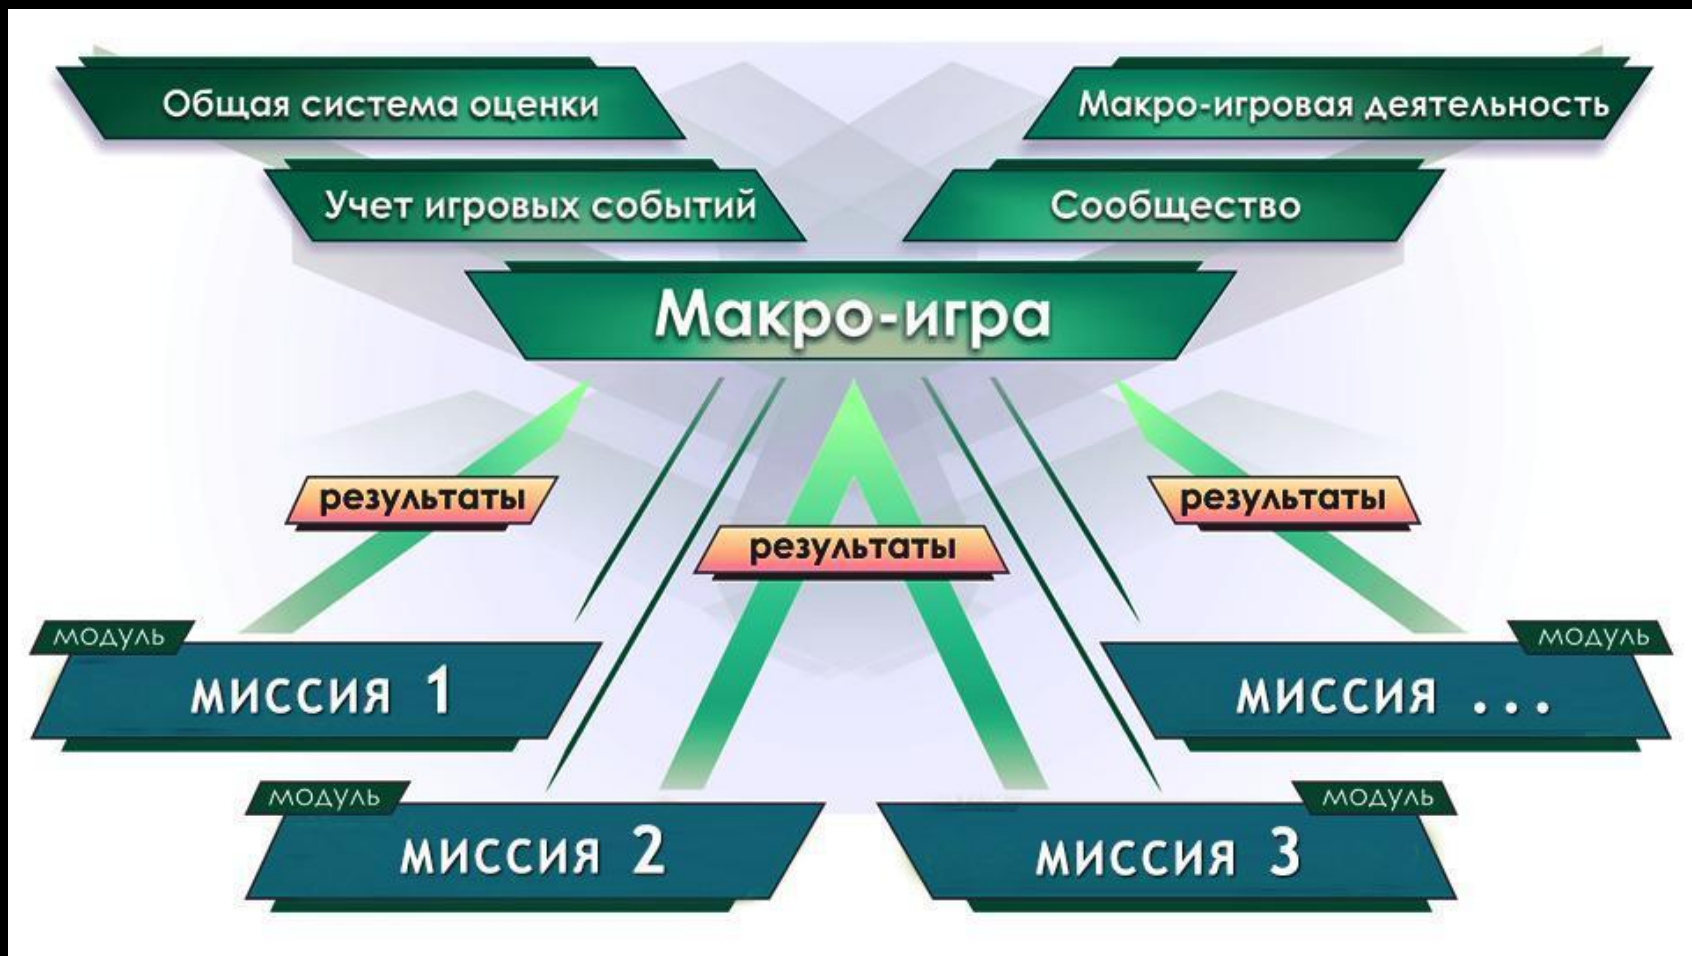 Общая система оценки
Макро-игровая деятельность
Учет игровых событий
Сообщество
Макро-игра
результаты
результаты
результаты
модуль
миссия 1
модуль
миссия ...
модуль
миссия 2
модуль
миссия 3